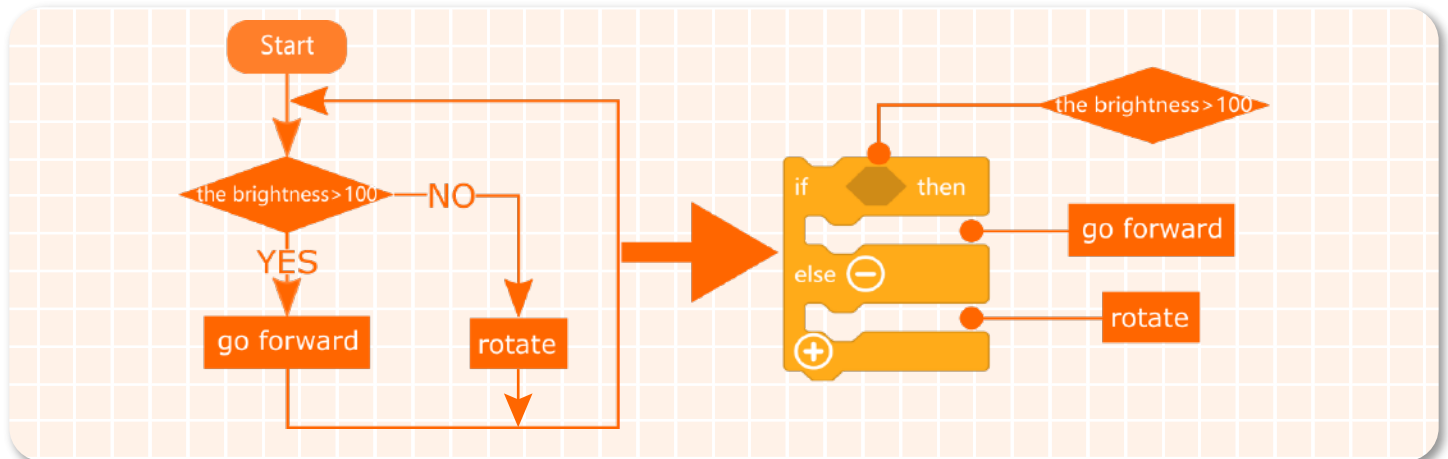 Start
the brightness>100
NO
YES
go forward
rotate
the brightness>100
if then
go forward
else
rotate